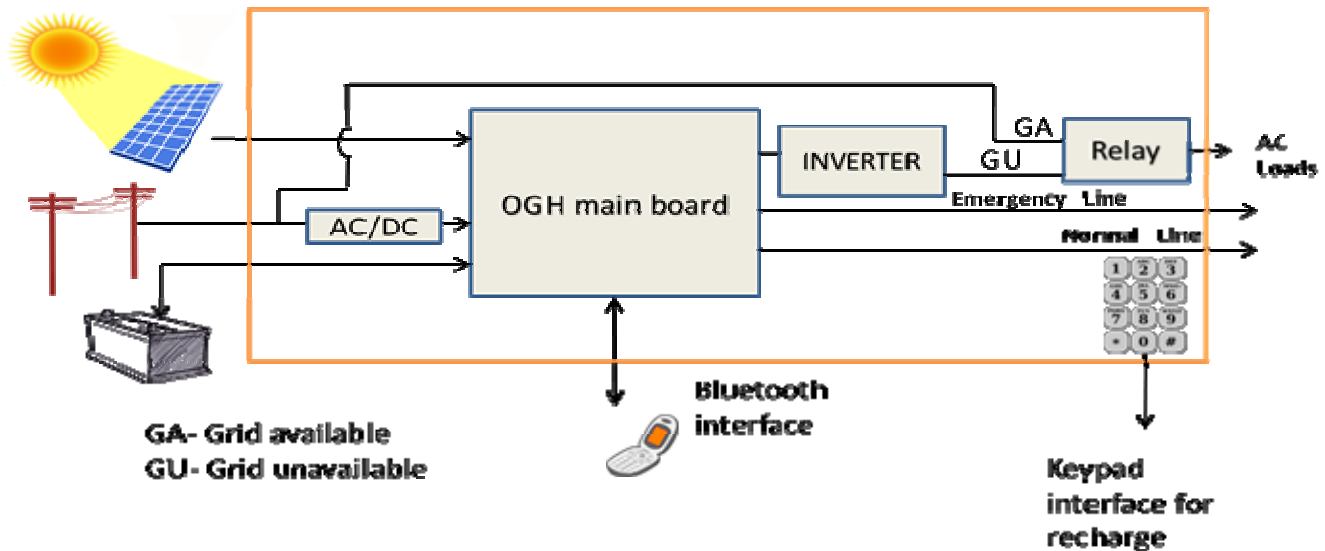 GA
GU
INVERTER
Relay
AC
Loads
OGH main board
Emergency Line
AC/DC
Normal Line
1 2 3
4 5 6
7 8 9
* 0 #
Bluetooth
interface
GA- Grid available
GU- Grid unavailable
Keypad
interface for
recharge